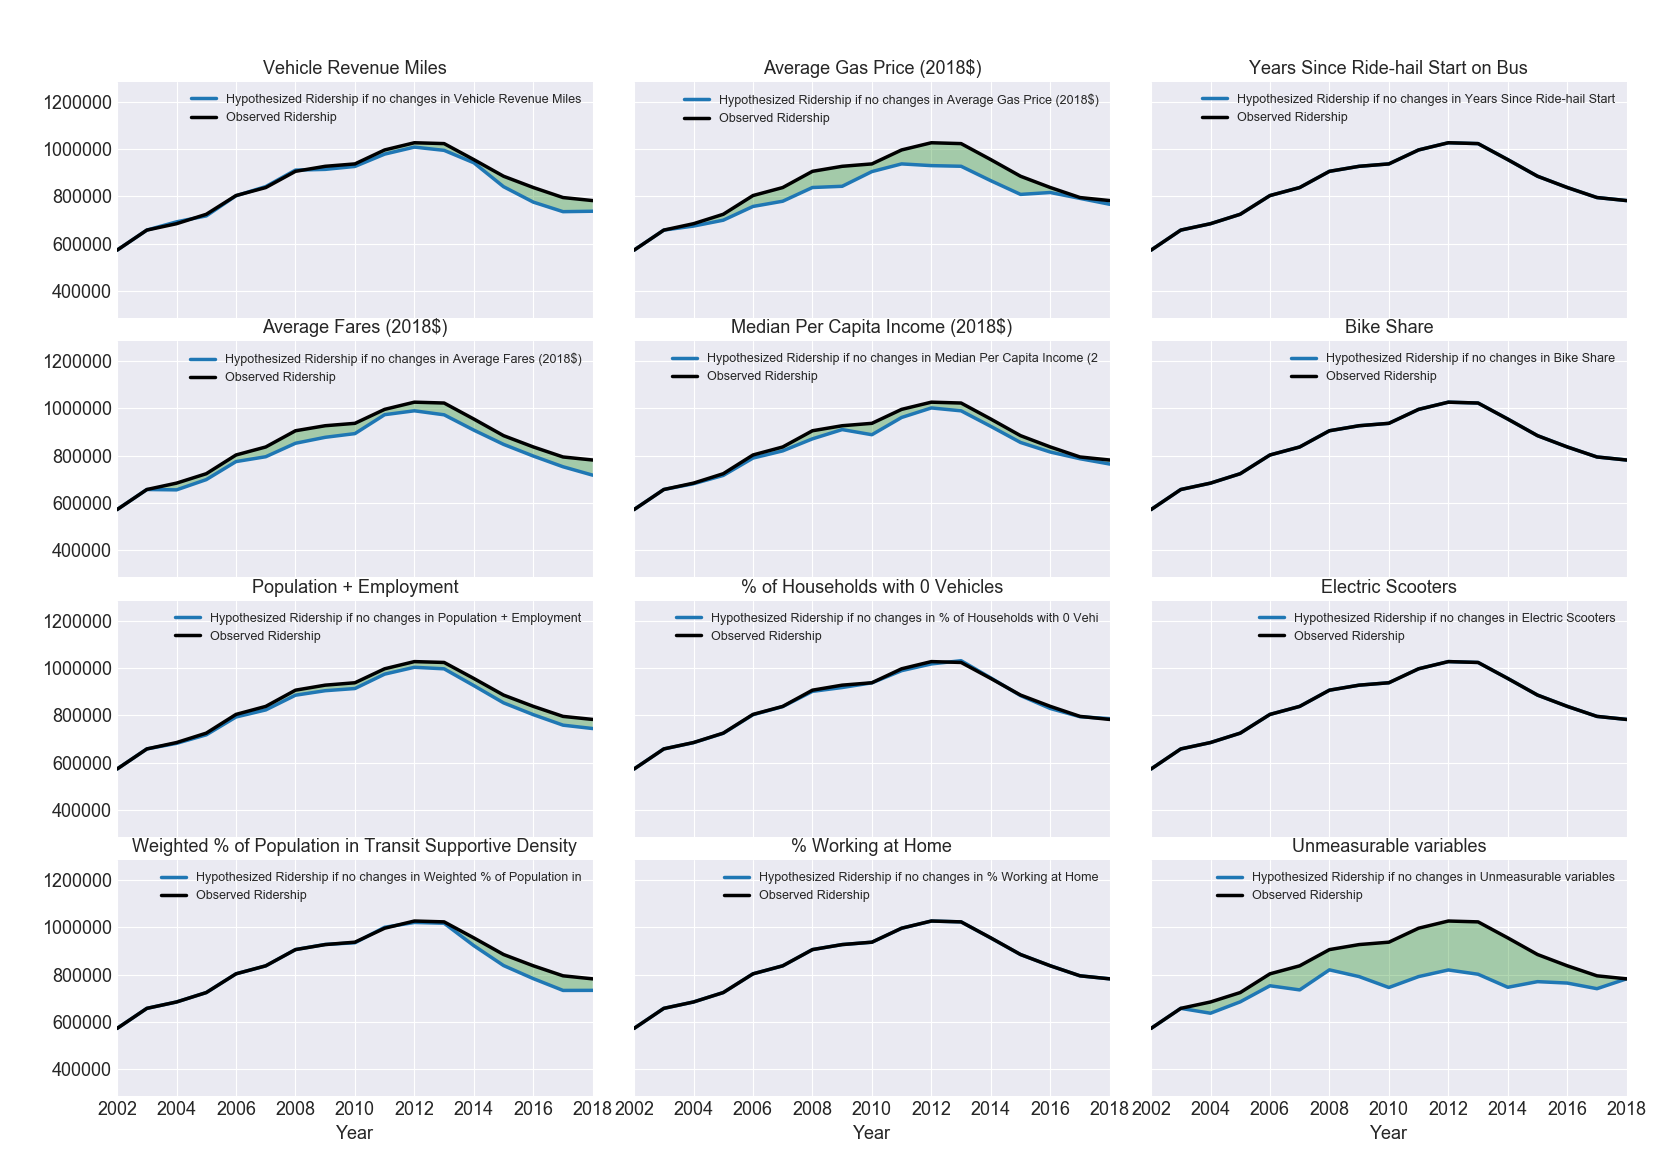 Vehicle Revenue Miles
Average Gas Price (2018$)
Years Since Ride-hail Start on Bus
1200000
1000000
800000
600000
400000
Hypothesized Ridership if no changes in Vehicle Revenue Miles
Observed Ridership
Hypothesized Ridership if no changes in Average Gas Price (2018$)
Observed Ridership
Hypothesized Ridership if no changes in Years Since Ride-hail Start
Observed Ridership
Average Fares (2018$)
Median Per Capita Income (2018$)
Bike Share
1200000
1000000
800000
600000
400000
Hypothesized Ridership if no changes in Average Fares (2018$)
Observed Ridership
Hypothesized Ridership if no changes in Median Per Capita Income (2
Observed Ridership
Hypothesized Ridership if no changes in Bike Share
Observed Ridership
Population + Employment
% of Households with 0 Vehicles
Electric Scooters
1200000
1000000
800000
600000
400000
Hypothesized Ridership if no changes in Population + Employment
Observed Ridership
Hypothesized Ridership if no changes in % of Households with 0 Vehi
Observed Ridership
Hypothesized Ridership if no changes in Electric Scooters
Observed Ridership
Weighted % of Population in Transit Supportive Density
% Working at Home
Unmeasurable variables
1200000
1000000
800000
600000
400000
Hypothesized Ridership if no changes in Weighted % of Population in
Observed Ridership
Hypothesized Ridership if no changes in % Working at Home
Observed Ridership
Hypothesized Ridership if no changes in Unmeasurable variables
Observed Ridership
2002 2004 2006 2008 2010 2012 2014 2016 2018
2002 2004 2006 2008 2010 2012 2014 2016 2018
2002 2004 2006 2008 2010 2012 2014 2016 2018
Year
Year
Year